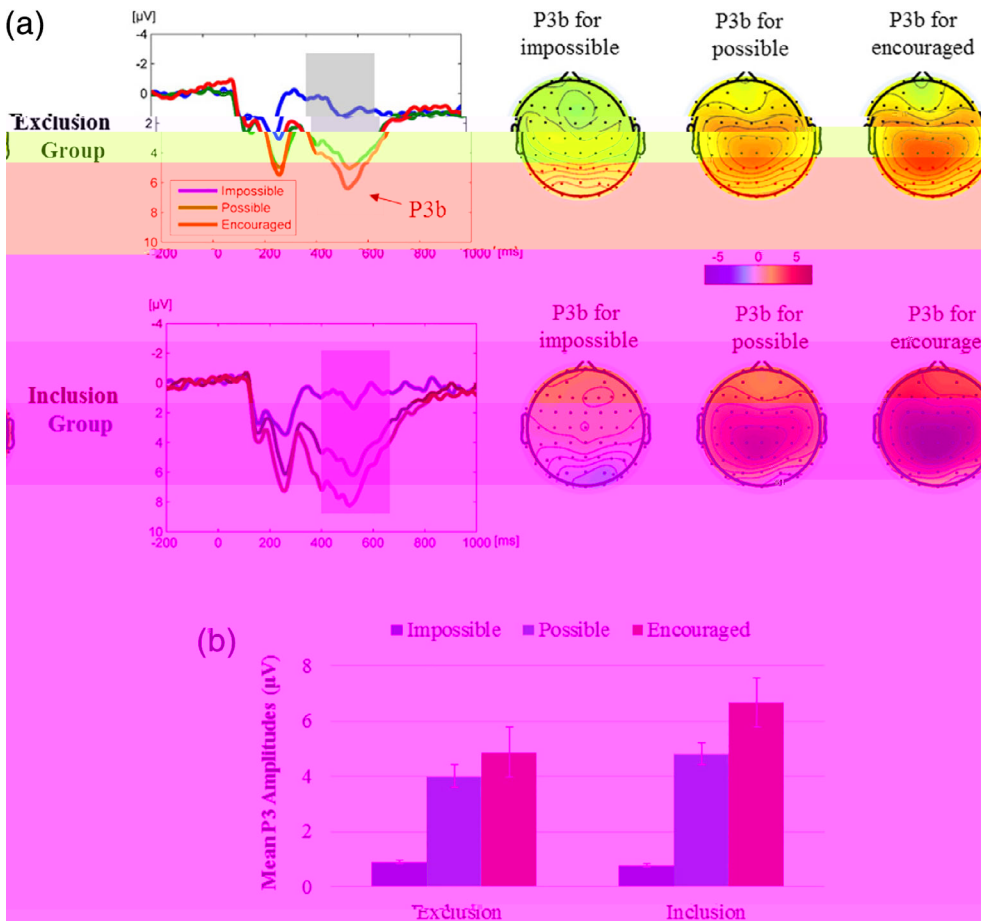 (a)
[µV]
-4
-2
0
2
4
6
8
10
-200 0 200 400 600 800 1000 [ms]
Exclusion
Group
Impossible
Possible
Encouraged
P3b
P3b for
impossible
P3b for
possible
P3b for
encouraged
-5 0 5
[µV]
-4
-2
0
2
4
6
8
10
-200 0 200 400 600 800 1000 [ms]
Inclusion
Group
P3b for
impossible
P3b for
possible
P3b for
encourage
(b)
Impossible Possible Encouraged
Mean P3 Amplitudes (µV)
8
6
4
2
0
Exclusion Inclusion